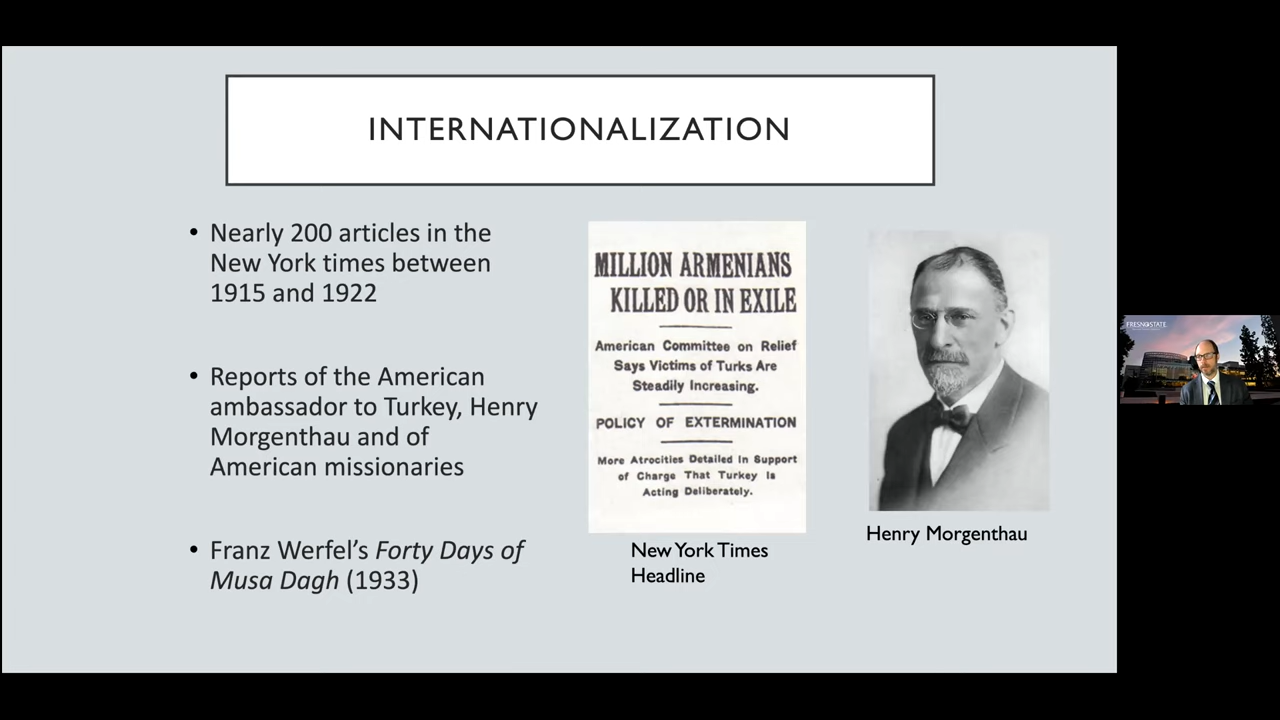 INTERNATIONALIZATION
• Nearly 200 articles in the
New York times between
1915 and 1922
• Reports of the American
ambassador to Turkey, Henry
Morgenthau and of
American missionaries
• Franz Werfel’s Forty Days of
Musa Dagh (1933)
MILLION ARMENIANS
KILLED OR IN EXILE
American Committee on Relief
Says Victims of Turks Are
Steadily Increasing.
POLICY OF EXTERMINATION
More Atrocities Detailed in Support
of Charge That Turkey Is
Acting Deliberately.
New York Times
Headline
Henry Morgenthau
FRESNO STATE